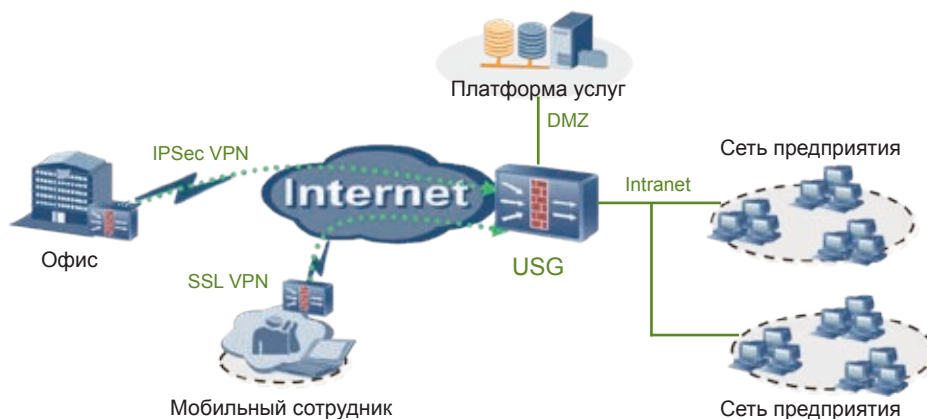 Платформа услуг
DMZ
IPSec VPN
Сеть предприятия
Internet
Intranet
Офис
USG
SSL VPN
Мобильный сотрудник
Сеть предприятия